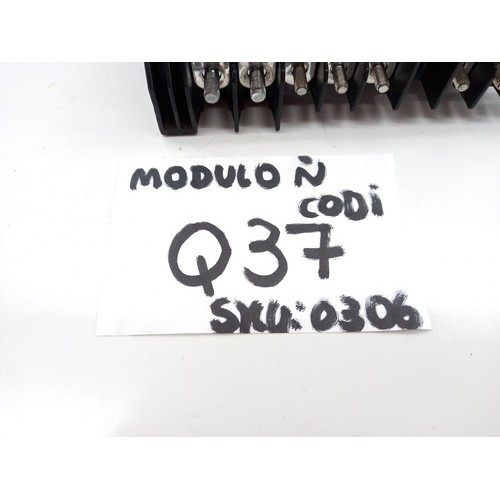 MODULO Ñ
CODi
Q37
SKU:0306